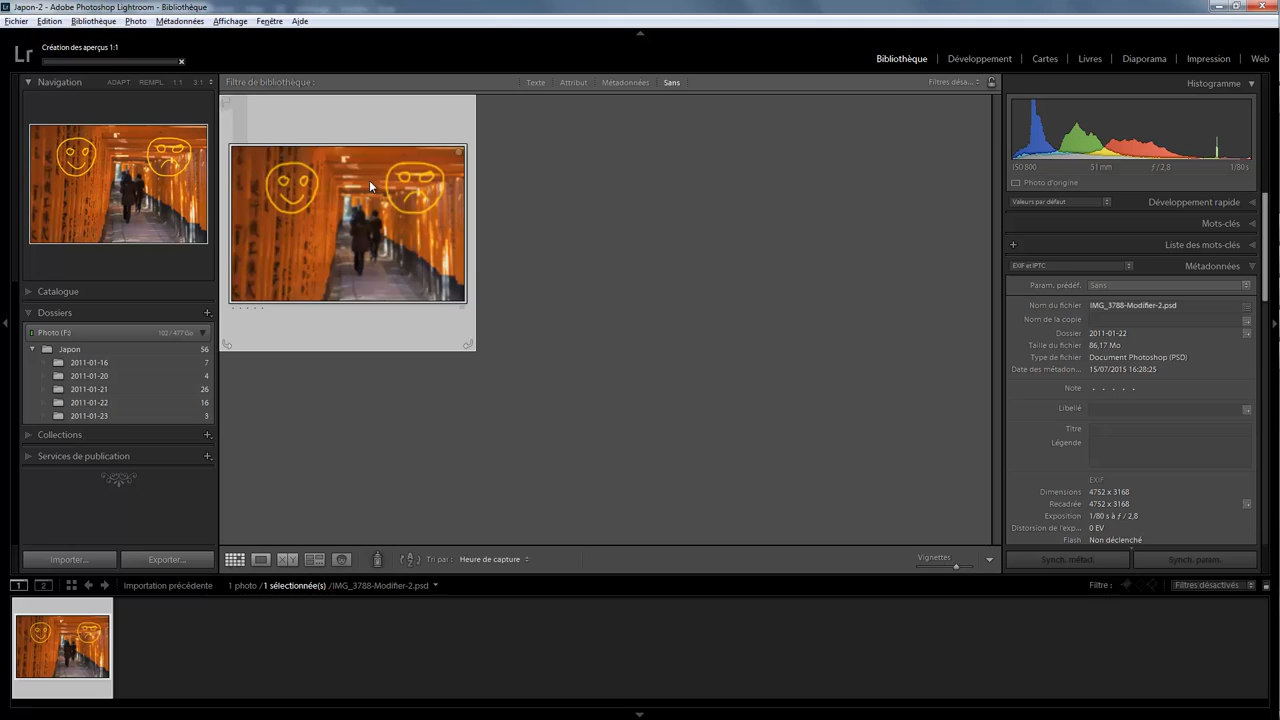 Japon-2 - Adobe Photoshop Lightroom - Bibliothèque
Fichier Edition Bibliothèque Photo Métadonnées Affichage Fenêtre Aide
Lr
Création des aperçus 1:1
Bibliothèque | Développement | Cartes | Livres | Diaporama | Impression | Web
Navigation ADAPT REMPL. 1:1 3:1
Filtre de bibliothèque : Texte Attribut Métadonnées Sans Filtres désa...
Histogramme
ISO 800 51 mm ƒ / 2,8 1/80s
Photo d'origine
Valeurs par défaut Développement rapide
Mots-clés
Liste des mots-clés
EXIF et IPTC Métadonnées
Param. prédéf. Sans
Nom du fichier IMG_3788-Modifier-2.psd
Nom de la copie
Dossier 2011-01-22
Taille du fichier 86,17 Mo
Type de fichier Document Photoshop (PSD)
Date des métadon... 15/07/2015 16:28:25
Note
Libellé
Titre
Légende
EXIF
Dimensions 4752 x 3168
Recadrée 4752 x 3168
Exposition 1/80 s à ƒ / 2,8
Distorsion de l'exp... 0 EV
Flash Non déclenché
Synch. métad. Synch. param.
Catalogue
Dossiers
Photo (F:) 102 / 477 Go
Japon 56
2011-01-16 7
2011-01-20 4
2011-01-21 26
2011-01-22 16
2011-01-23 3
Collections
Services de publication
Importer... Exporter...
XY Tri par : Heure de capture Vignettes
1 2 Importation précédente 1 photo / 1 sélectionnée(s) / IMG_3788-Modifier-2.psd Filtre : Filtres désactivés